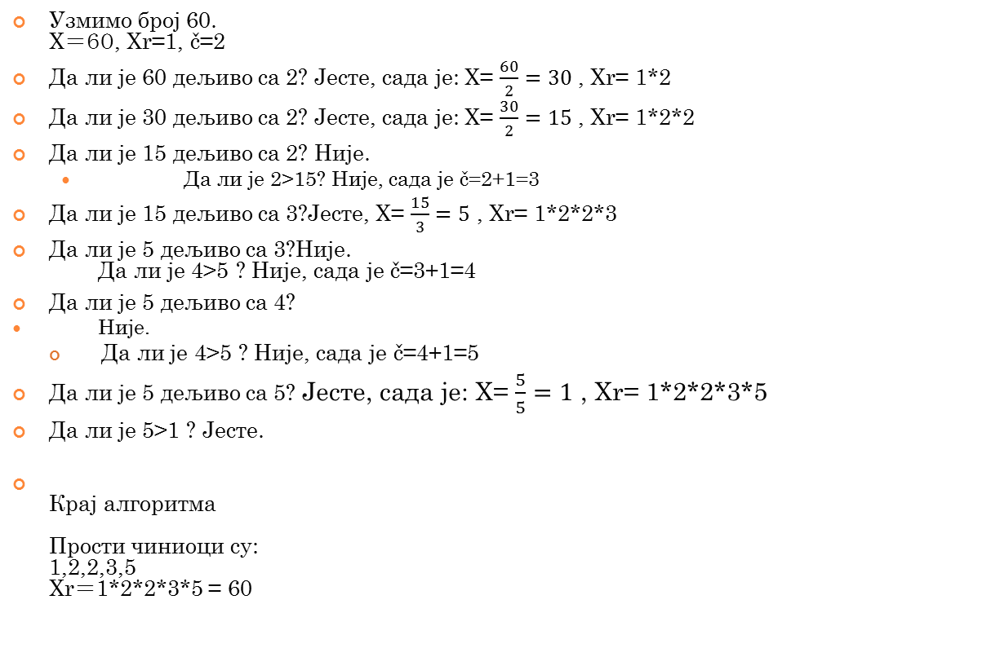 Узмимо број 60.
X=60, Xr=1, č=2
Да ли је 60 дељиво са 2? Јесте, сада је: X= 60/2 = 30 , Xr= 1*2
Да ли је 30 дељиво са 2? Јесте, сада је: X= 30/2 = 15 , Xr= 1*2*2
Да ли је 15 дељиво са 2? Није.
Да ли је 2>15? Није, сада је č=2+1=3
Да ли је 15 дељиво са 3?Јесте, X= 15/3 = 5 , Xr= 1*2*2*3
Да ли је 5 дељиво са 3?Није.
Да ли је 4>5 ? Није, сада је č=3+1=4
Да ли је 5 дељиво са 4?
Није.
Да ли је 4>5 ? Није, сада је č=4+1=5
Да ли је 5 дељиво са 5? Јесте, сада је: X= 5/5 = 1 , Xr= 1*2*2*3*5
Да ли је 5>1 ? Јесте.
Крај алгоритма
Прости чиниоци су:
1,2,2,3,5
Xr=1*2*2*3*5 = 60